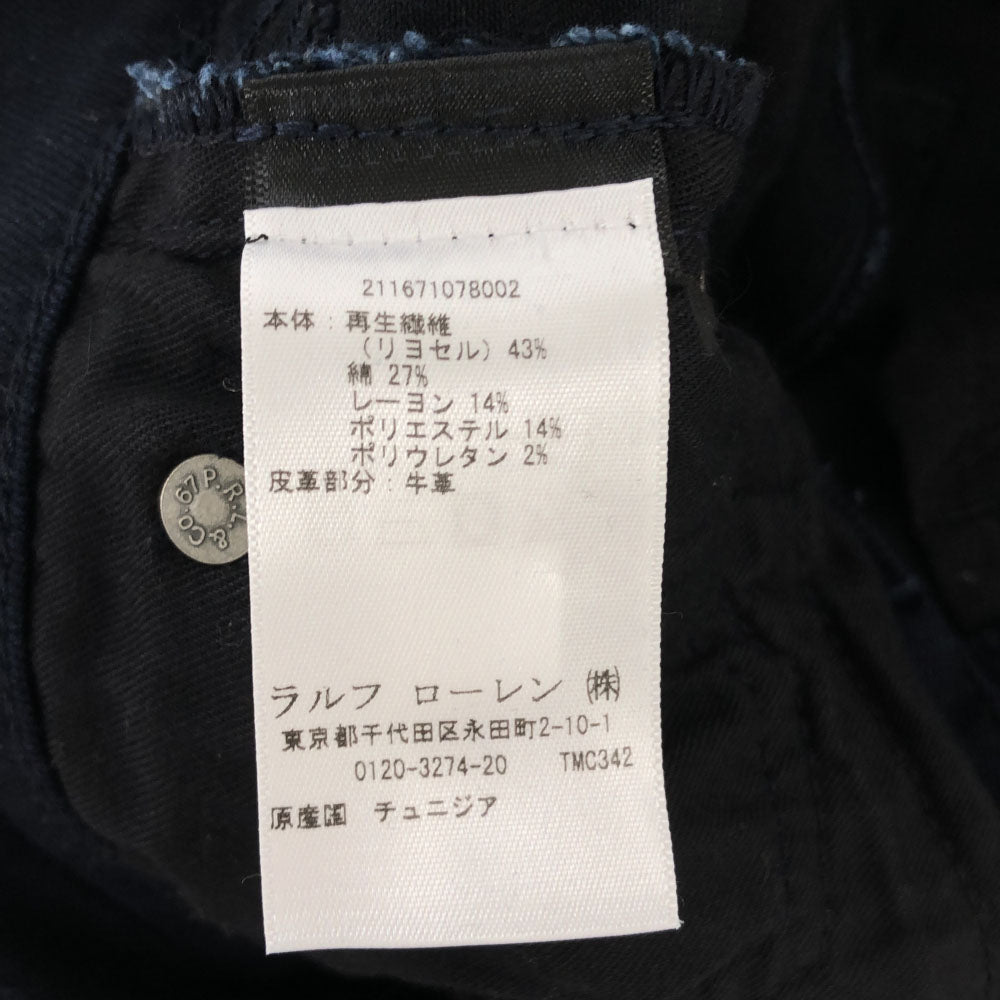 211671078002
本体：再生繊維
（リヨセル）43%
綿 27%
レーヨン 14%
ポリエステル 14%
ポリウレタン 2%
皮革部分：牛革
67 P.R.L. & CO.
ラルフ ローレン ㈱
東京都千代田区永田町2-10-1
0120-3274-20 TMC342
原産国 チュニジア